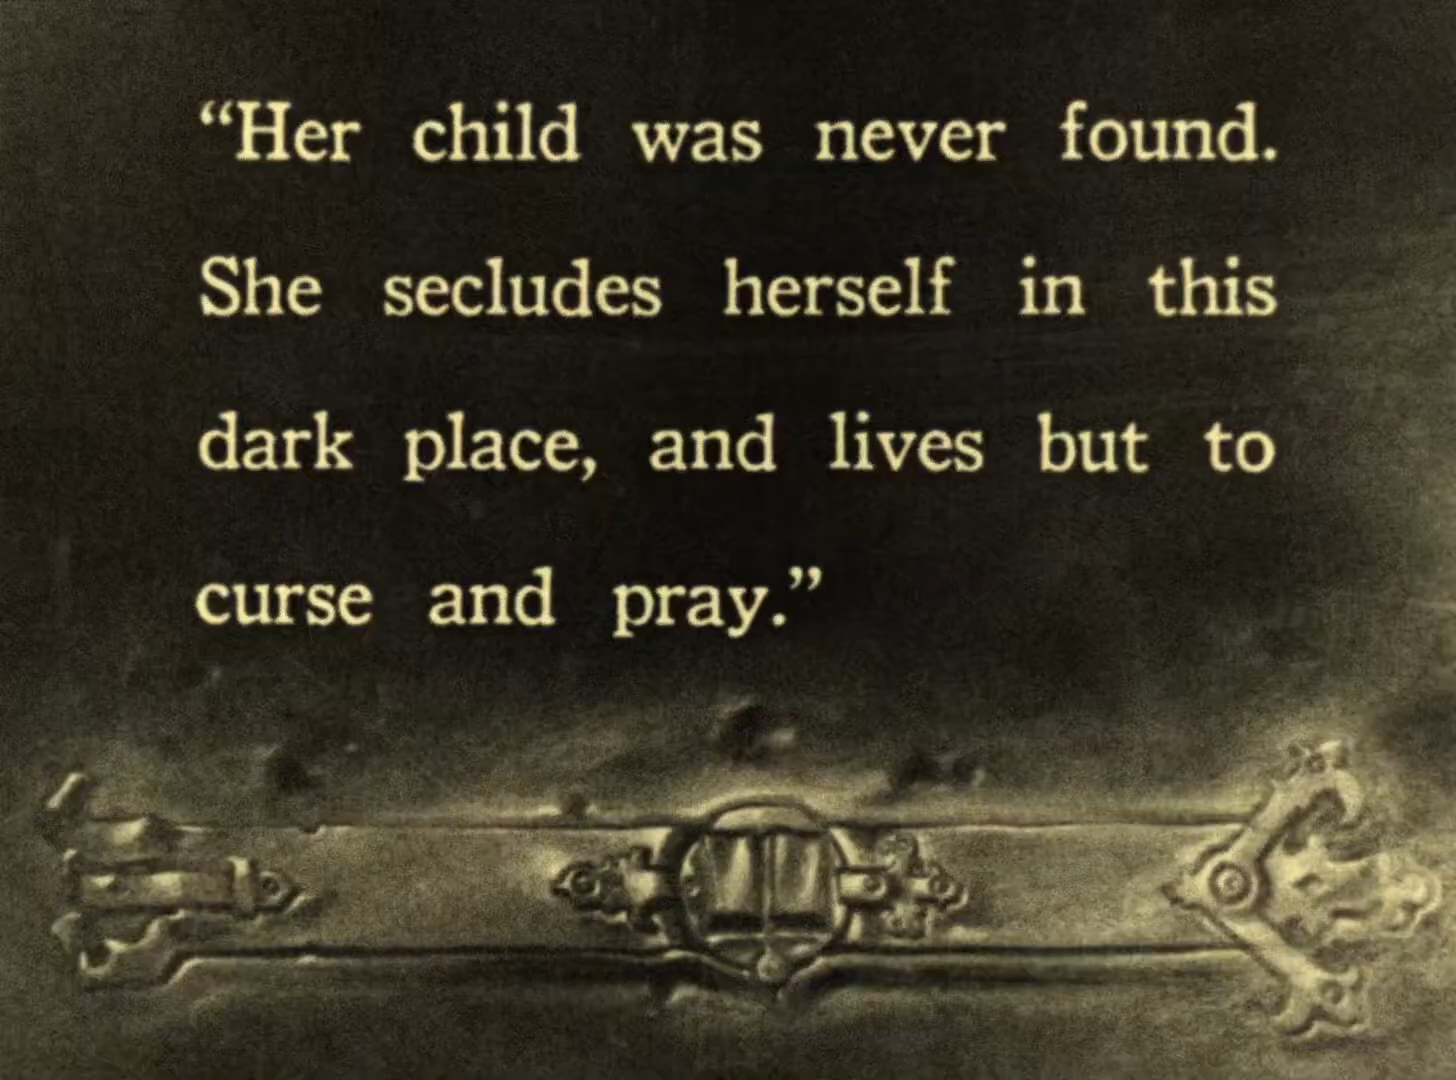 “Her child was never found.
She secludes herself in this
dark place, and lives but to
curse and pray.”